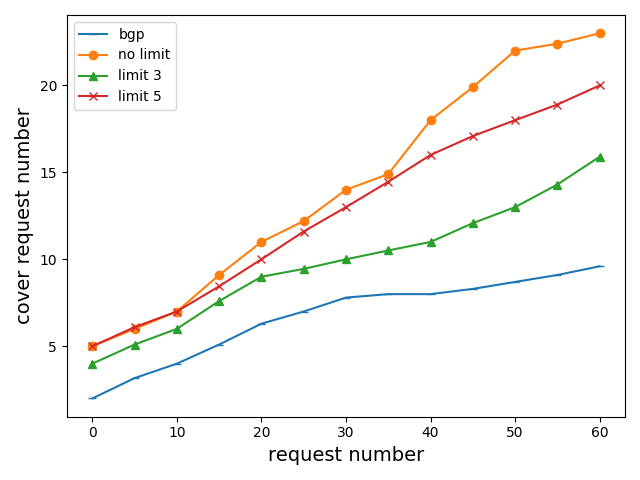 bgp
no limit
limit 3
limit 5
cover request number
20
15
10
5
0 10 20 30 40 50 60
request number